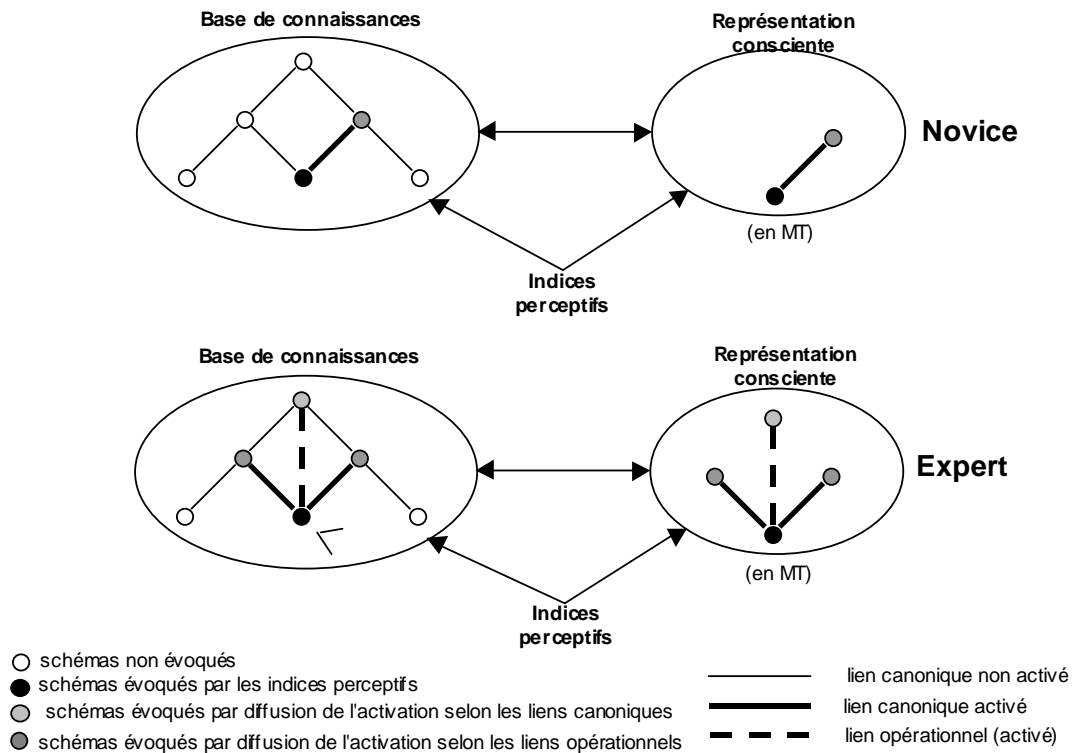 Base de connaissances
Représentation
consciente
Novice
(en MT)
Indices
perceptifs
Base de connaissances
Représentation
consciente
Expert
(en MT)
Indices
perceptifs
schémas non évoqués
schémas évoqués par les indices perceptifs
schémas évoqués par diffusion de l'activation selon les liens canoniques
schémas évoqués par diffusion de l'activation selon les liens opérationnels
lien canonique non activé
lien canonique activé
lien opérationnel (activé)